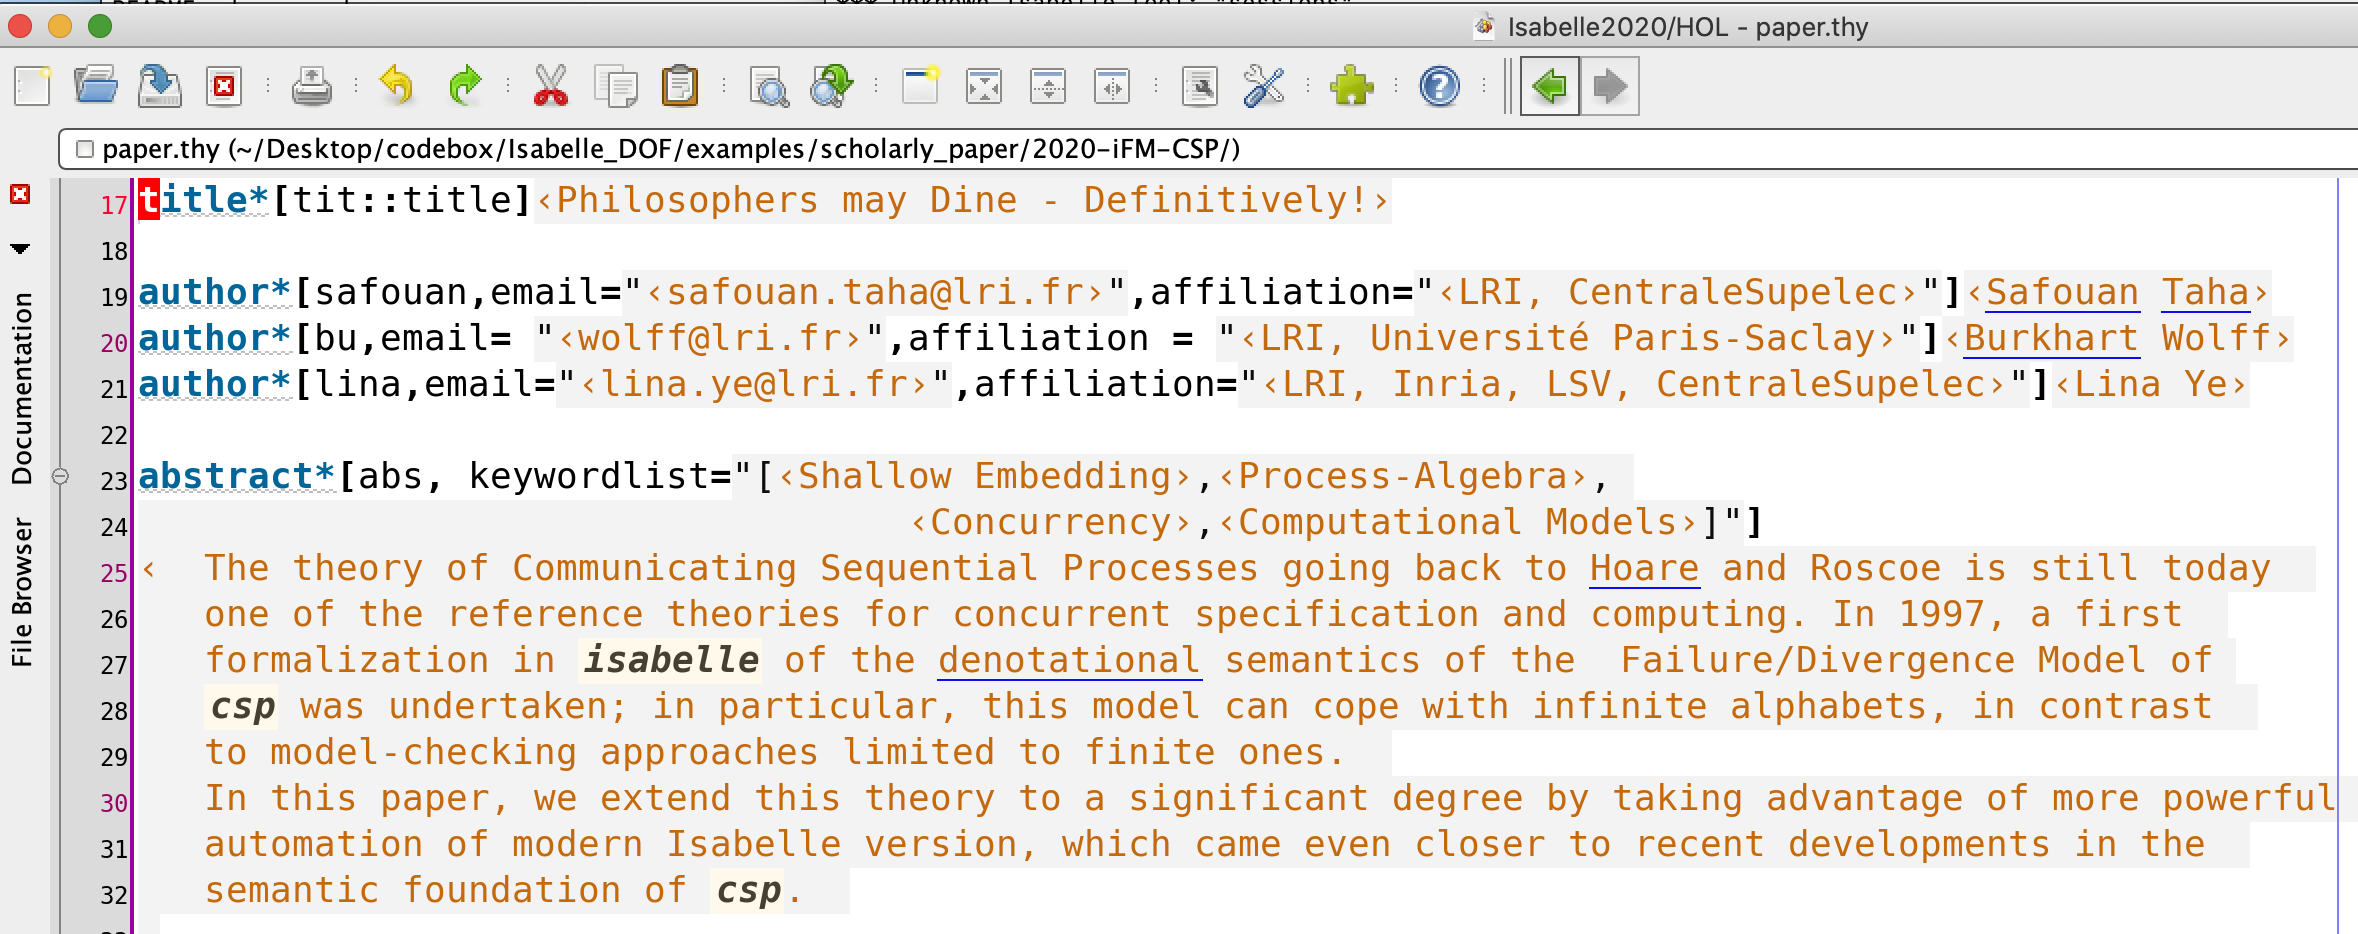 Isabelle2020/HOL - paper.thy
paper.thy (~/Desktop/codebox/Isabelle_DOF/examples/scholarly_paper/2020-iFM-CSP/)
Documentation
File Browser
17 title*[tit::title]‹Philosophers may Dine - Definitively!›
18
19 author*[safouan,email="‹safouan.taha@lri.fr›",affiliation="‹LRI, CentraleSupelec›"]‹Safouan Taha›
20 author*[bu,email= "‹wolff@lri.fr›",affiliation = "‹LRI, Université Paris-Saclay›"]‹Burkhart Wolff›
21 author*[lina,email="‹lina.ye@lri.fr›",affiliation="‹LRI, Inria, LSV, CentraleSupelec›"]‹Lina Ye›
22
23 abstract*[abs, keywordlist="[‹Shallow Embedding›,‹Process-Algebra›,
24 ‹Concurrency›,‹Computational Models›]"]
25 ‹ The theory of Communicating Sequential Processes going back to Hoare and Roscoe is still today
26 one of the reference theories for concurrent specification and computing. In 1997, a first
27 formalization in isabelle of the denotational semantics of the  Failure/Divergence Model of
28 csp was undertaken; in particular, this model can cope with infinite alphabets, in contrast
29 to model-checking approaches limited to finite ones.
30 In this paper, we extend this theory to a significant degree by taking advantage of more powerful
31 automation of modern Isabelle version, which came even closer to recent developments in the
32 semantic foundation of csp.